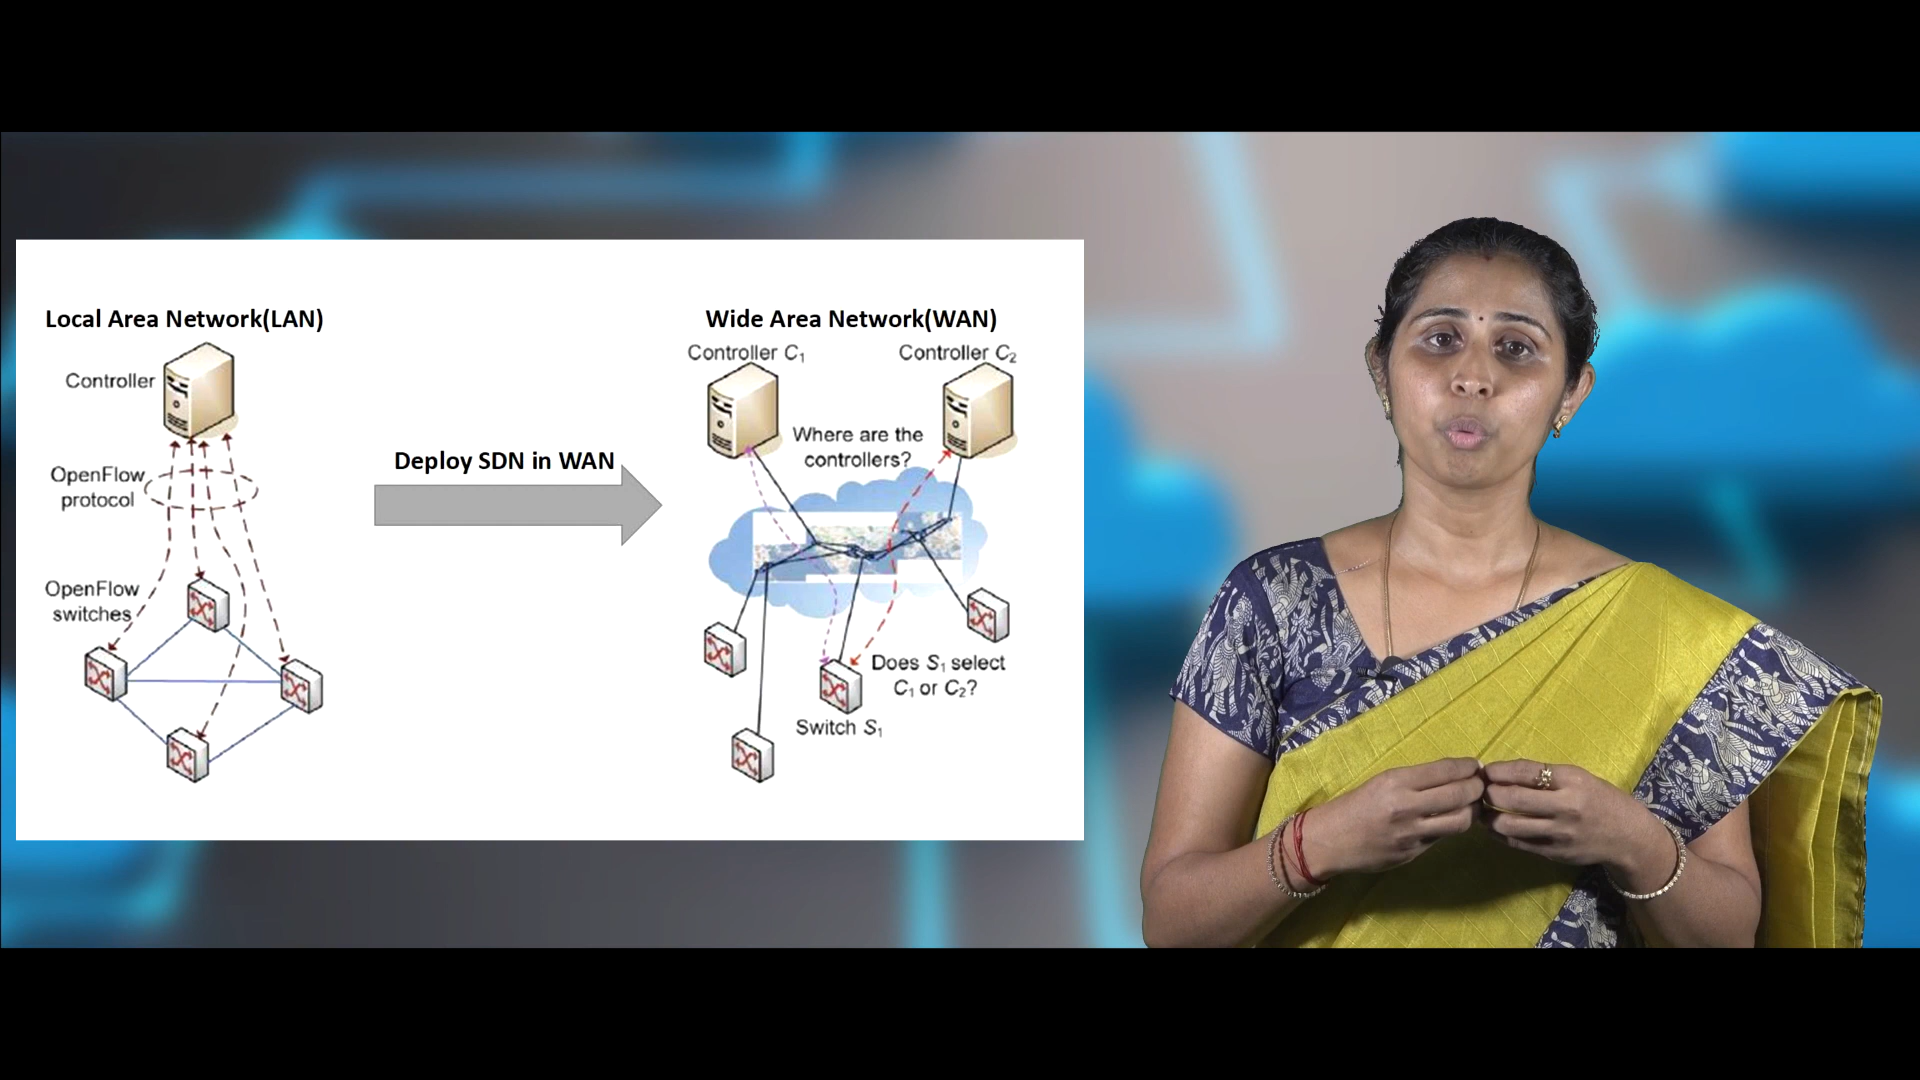 Local Area Network(LAN)
Controller
OpenFlow
protocol
OpenFlow
switches
Deploy SDN in WAN
Wide Area Network(WAN)
Controller C₁
Controller C₂
Where are the
controllers?
Does S₁ select
C₁ or C₂?
Switch S₁